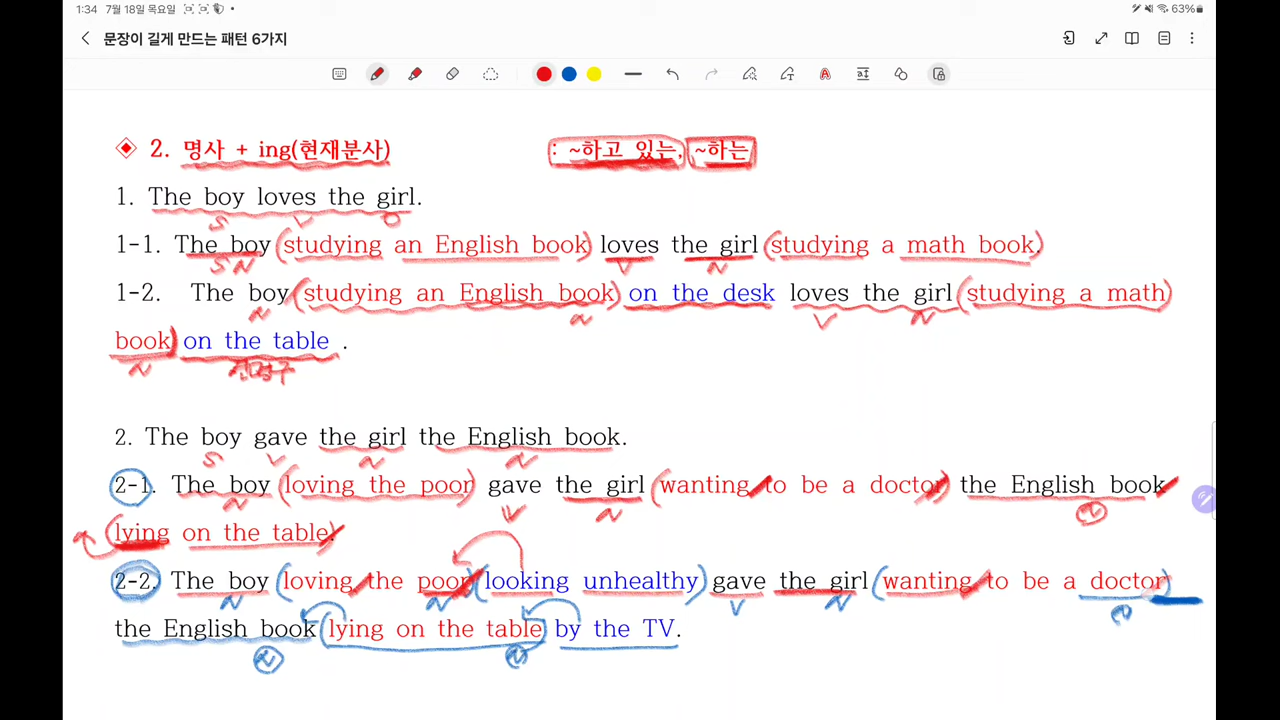 1:34 7월 18일 목요일
63%
문장이 길게 만드는 패턴 6가지
2. 명사 + ing(현재분사) : ~하고 있는, ~하는
1. The boy loves the girl.
S V O
1-1. The boy (studying an English book) loves the girl (studying a math book)
S N V N
1-2. The boy (studying an English book) on the desk loves the girl (studying a math
N N V N
book) on the table .
N 전명구
2. The boy gave the girl the English book.
S V N N
2-1. The boy (loving the poor) gave the girl (wanting to be a doctor) the English book
N V N N
(lying on the table)
2-2. The boy (loving the poor (looking unhealthy) gave the girl (wanting to be a doctor)
N N V N N
the English book (lying on the table) by the TV.
N N